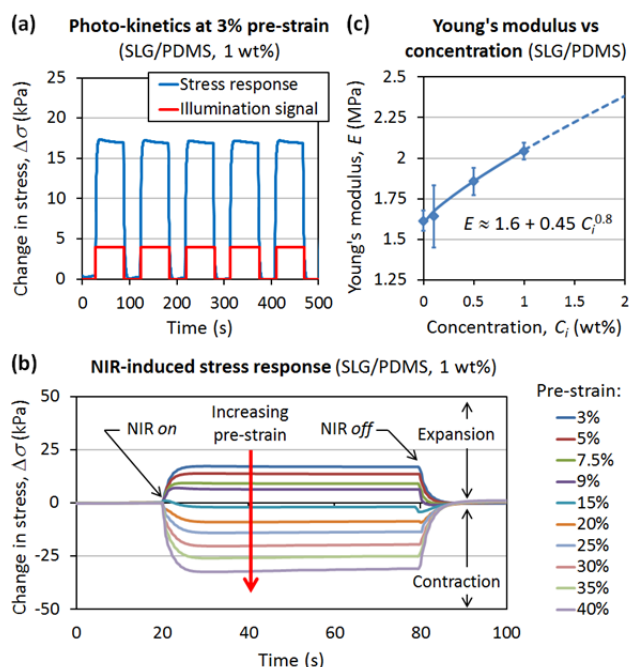 (a) Photo-kinetics at 3% pre-strain
(SLG/PDMS, 1 wt%)
Change in stress, Δσ (kPa)
25
20
15
10
5
0
Stress response
Illumination signal
0 100 200 300 400 500
Time (s)
(c) Young's modulus vs
concentration (SLG/PDMS)
Young's modulus, E (MPa)
2.5
2.25
2
1.75
1.5
1.25
E ≈ 1.6 + 0.45 Cᵢ^0.8
0 0.5 1 1.5 2
Concentration, Cᵢ (wt%)
(b) NIR-induced stress response (SLG/PDMS, 1 wt%)
Change in stress, Δσ (kPa)
50
25
0
-25
-50
NIR on
Increasing
pre-strain
NIR off
Expansion
Contraction
0 20 40 60 80 100
Time (s)
Pre-strain:
3%
5%
7.5%
9%
15%
20%
25%
30%
35%
40%